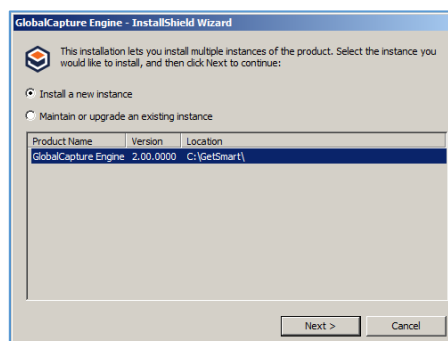 GlobalCapture Engine - InstallShield Wizard
This installation lets you install multiple instances of the product. Select the instance you
would like to install, and then click Next to continue:
Install a new instance
Maintain or upgrade an existing instance
Product Name Version Location
GlobalCapture Engine 2.00.0000 C:\GetSmart\
Next > Cancel